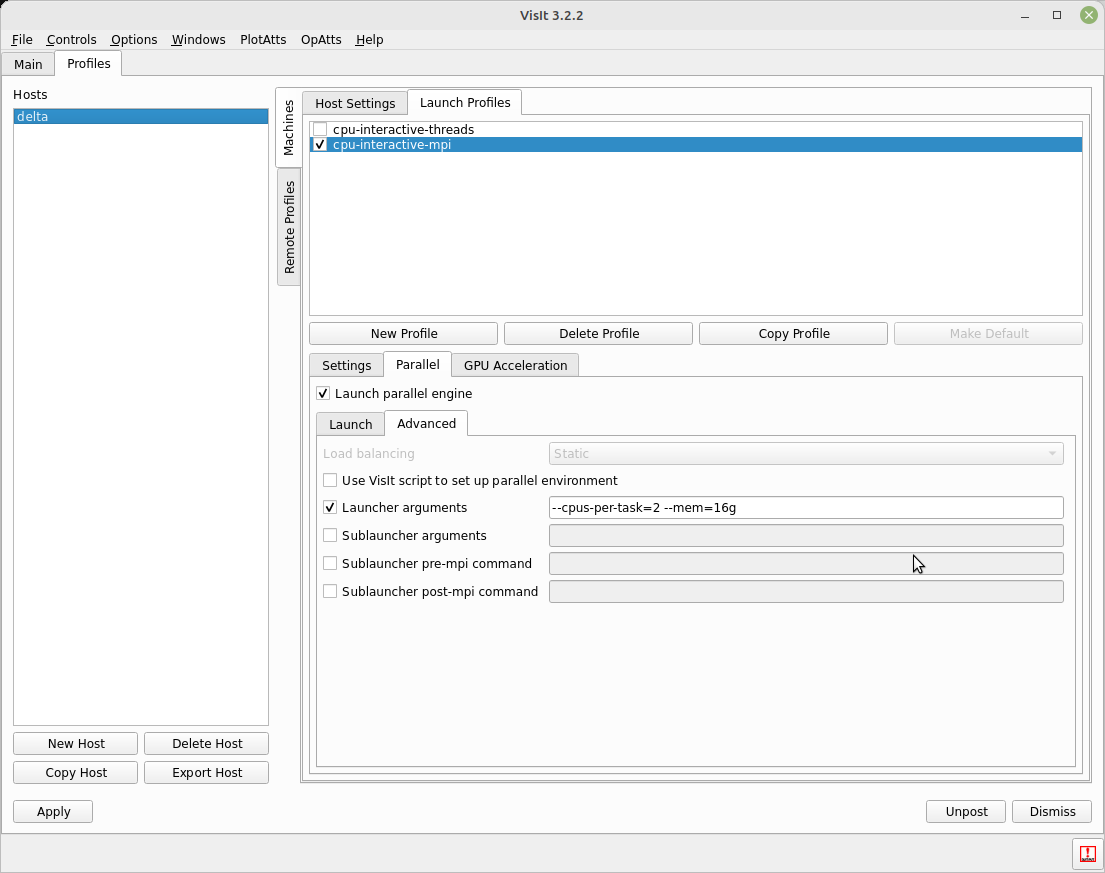 VisIt 3.2.2
File Controls Options Windows PlotAtts OpAtts Help
Main Profiles
Hosts
delta
New Host Delete Host
Copy Host Export Host
Machines
Remote Profiles
Host Settings Launch Profiles
cpu-interactive-threads
cpu-interactive-mpi
New Profile Delete Profile Copy Profile Make Default
Settings Parallel GPU Acceleration
Launch parallel engine
Launch Advanced
Load balancing Static
Use VisIt script to set up parallel environment
Launcher arguments --cpus-per-task=2 --mem=16g
Sublauncher arguments
Sublauncher pre-mpi command
Sublauncher post-mpi command
Apply Unpost Dismiss